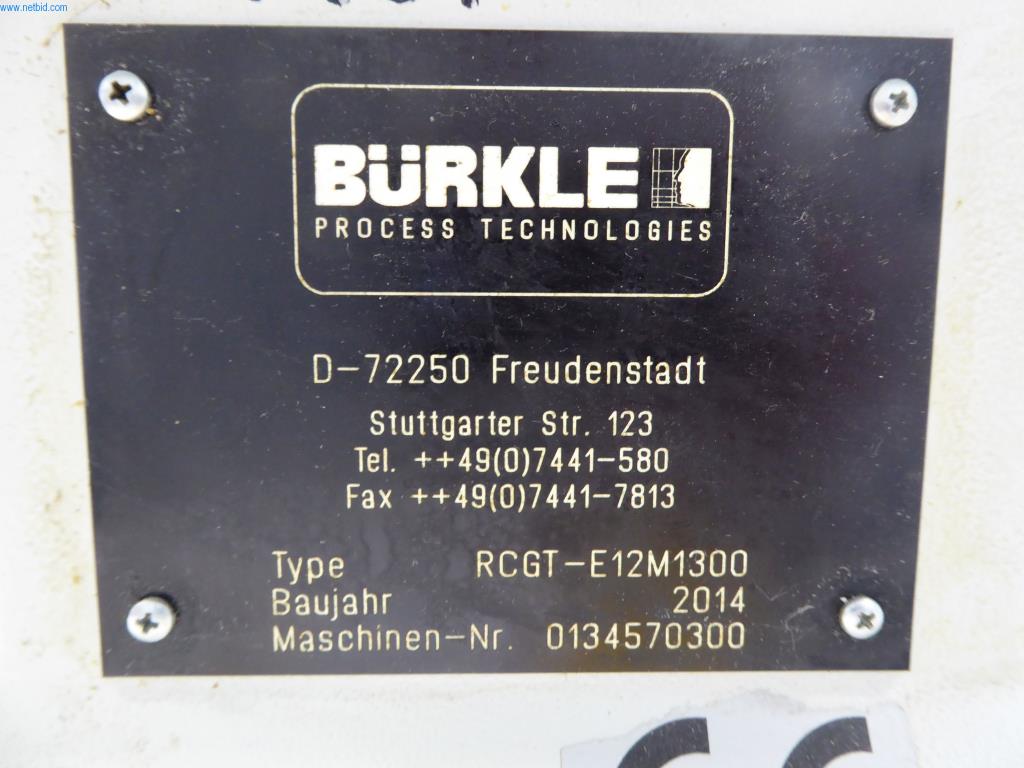 www.netbid.com
BÜRKLE
PROCESS TECHNOLOGIES
D-72250 Freudenstadt
Stuttgarter Str. 123
Tel. ++49(0)7441-580
Fax ++49(0)7441-7813
Type RCGT-E12M1300
Baujahr 2014
Maschinen-Nr. 0134570300